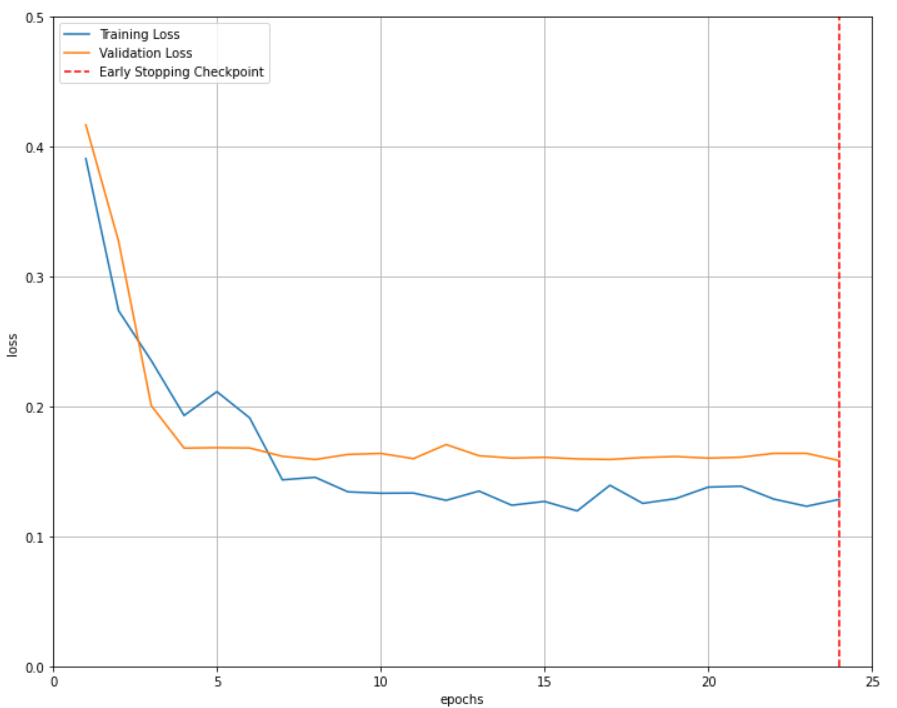 Training Loss
Validation Loss
Early Stopping Checkpoint
0.5
0.4
0.3
0.2
0.1
0.0
loss
0 5 10 15 20 25
epochs